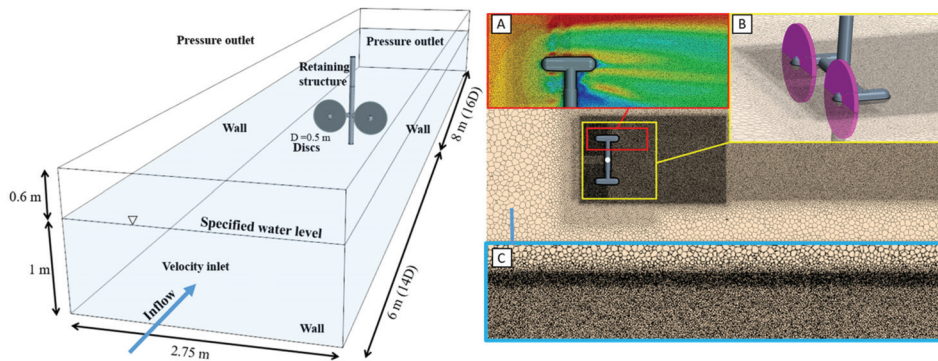 Pressure outlet
Pressure outlet
Retaining
structure
Wall
D =0.5 m
Discs
Wall
8 m (16D)
0.6 m
Specified water level
1 m
Velocity inlet
Inflow
Wall
6 m (14D)
2.75 m
A
B
C